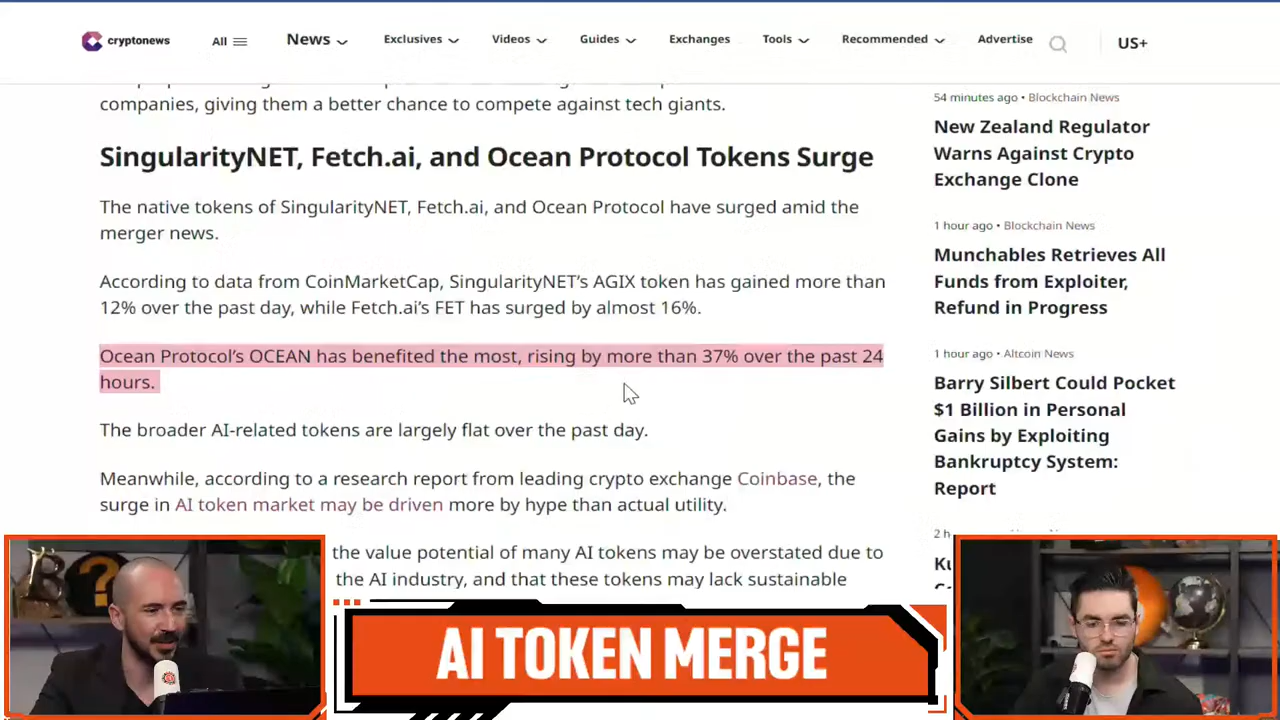 cryptonews
All
News
Exclusives
Videos
Guides
Exchanges
Tools
Recommended
Advertise
US+
companies, giving them a better chance to compete against tech giants.
SingularityNET, Fetch.ai, and Ocean Protocol Tokens Surge
The native tokens of SingularityNET, Fetch.ai, and Ocean Protocol have surged amid the
merger news.
According to data from CoinMarketCap, SingularityNET’s AGIX token has gained more than
12% over the past day, while Fetch.ai’s FET has surged by almost 16%.
Ocean Protocol’s OCEAN has benefited the most, rising by more than 37% over the past 24
hours.
The broader AI-related tokens are largely flat over the past day.
Meanwhile, according to a research report from leading crypto exchange Coinbase, the
surge in AI token market may be driven more by hype than actual utility.
the value potential of many AI tokens may be overstated due to
the AI industry, and that these tokens may lack sustainable
54 minutes ago • Blockchain News
New Zealand Regulator
Warns Against Crypto
Exchange Clone
1 hour ago • Blockchain News
Munchables Retrieves All
Funds from Exploiter,
Refund in Progress
1 hour ago • Altcoin News
Barry Silbert Could Pocket
$1 Billion in Personal
Gains by Exploiting
Bankruptcy System:
Report
AI TOKEN MERGE